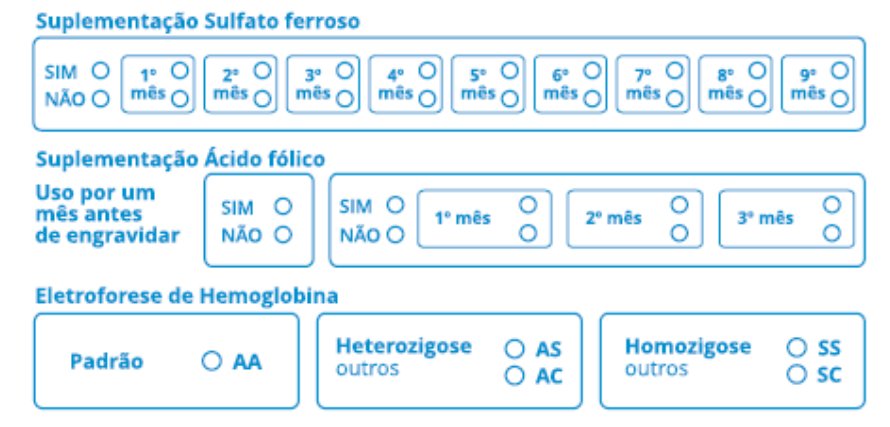 Suplementação Sulfato ferroso
SIM 1º 2º 3º 4º 5º 6º 7º 8º 9º
NÃO mês mês mês mês mês mês mês mês mês
Suplementação Ácido fólico
Uso por um
mês antes
de engravidar
SIM
NÃO
SIM
NÃO
1º mês 2º mês 3º mês
Eletroforese de Hemoglobina
Padrão AA
Heterozigose AS
outros AC
Homozigose SS
outros SC